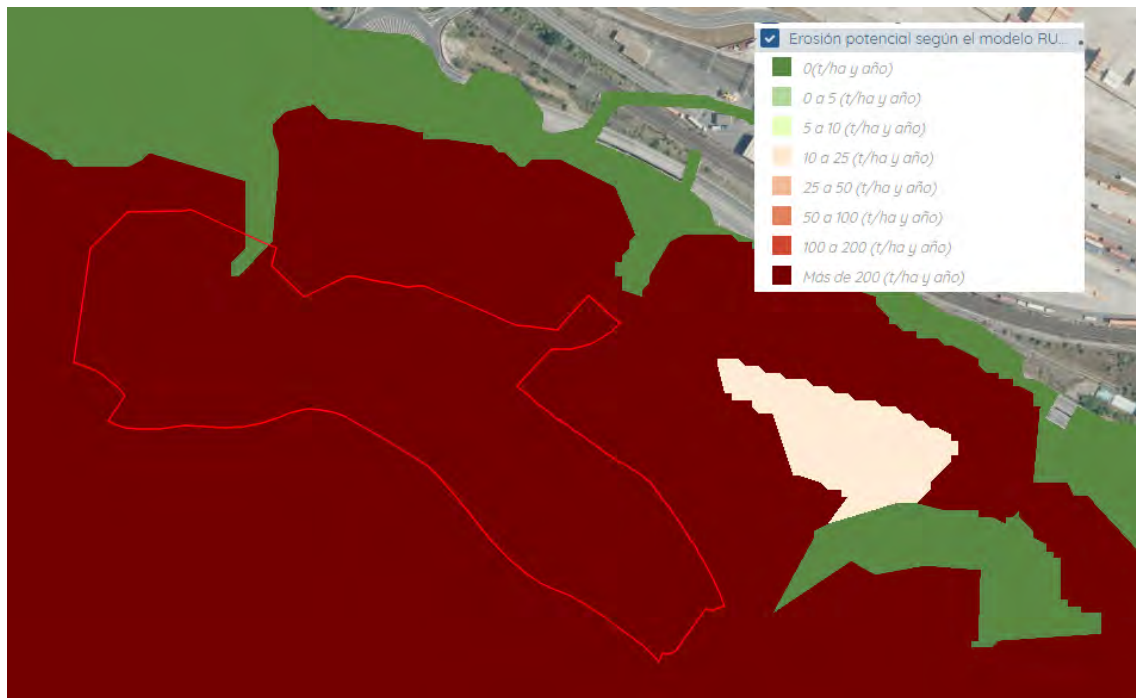 Erosión potencial según el modelo RU...
0(t/ha y año)
0 a 5 (t/ha y año)
5 a 10 (t/ha y año)
10 a 25 (t/ha y año)
25 a 50 (t/ha y año)
50 a 100 (t/ha y año)
100 a 200 (t/ha y año)
Más de 200 (t/ha y año)